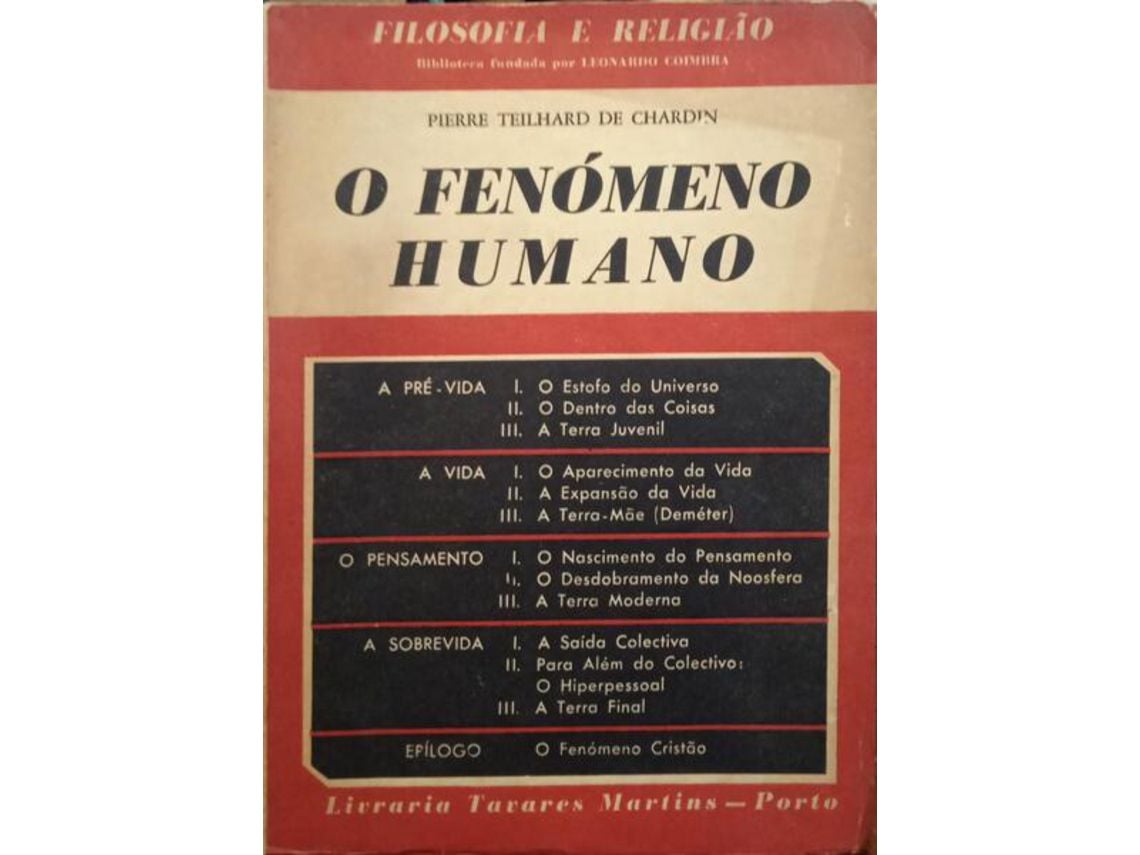 FILOSOFIA E RELIGIÃO
Biblioteca fundada por LEONARDO COIMBRA
PIERRE TEILHARD DE CHARDIN
O FENÓMENO
HUMANO
A PRÉ-VIDA I. O Estofo do Universo
II. O Dentro das Coisas
III. A Terra Juvenil
A VIDA I. O Aparecimento da Vida
II. A Expansão da Vida
III. A Terra-Mãe (Deméter)
O PENSAMENTO I. O Nascimento do Pensamento
II. O Desdobramento da Noosfera
III. A Terra Moderna
A SOBREVIDA I. A Saída Colectiva
II. Para Além do Colectivo:
O Hiperpessoal
III. A Terra Final
EPÍLOGO O Fenómeno Cristão
Livraria Tavares Martins — Porto